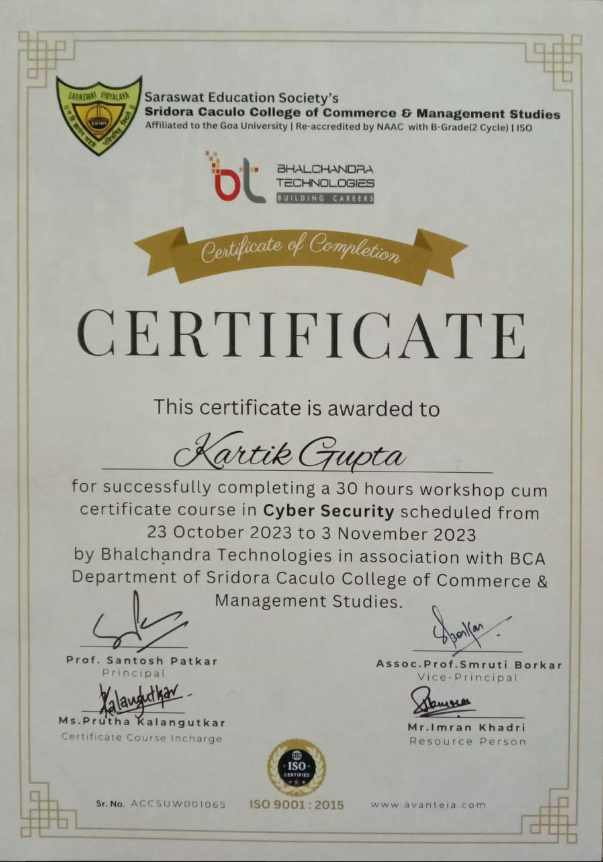 SARASWAT VIDYALAYA
Saraswat Education Society's
Sridora Caculo College of Commerce & Management Studies
Affiliated to the Goa University | Re-accredited by NAAC with B-Grade(2 Cycle) | ISO
bt
BHALCHANDRA
TECHNOLOGIES
BUILDING CAREERS
Certificate of Completion
CERTIFICATE
This certificate is awarded to
Kartik Gupta
for successfully completing a 30 hours workshop cum
certificate course in Cyber Security scheduled from
23 October 2023 to 3 November 2023
by Bhalchandra Technologies in association with BCA
Department of Sridora Caculo College of Commerce &
Management Studies.
Prof. Santosh Patkar
Principal
SBorkar
Assoc.Prof.Smruti Borkar
Vice-Principal
Kalangutkar
Ms.Prutha Kalangutkar
Certificate Course Incharge
Mr.Imran Khadri
Resource Person
ISO
CERTIFIED
Sr. No. ACCSUW001065
ISO 9001 : 2015
www.avanteia.com